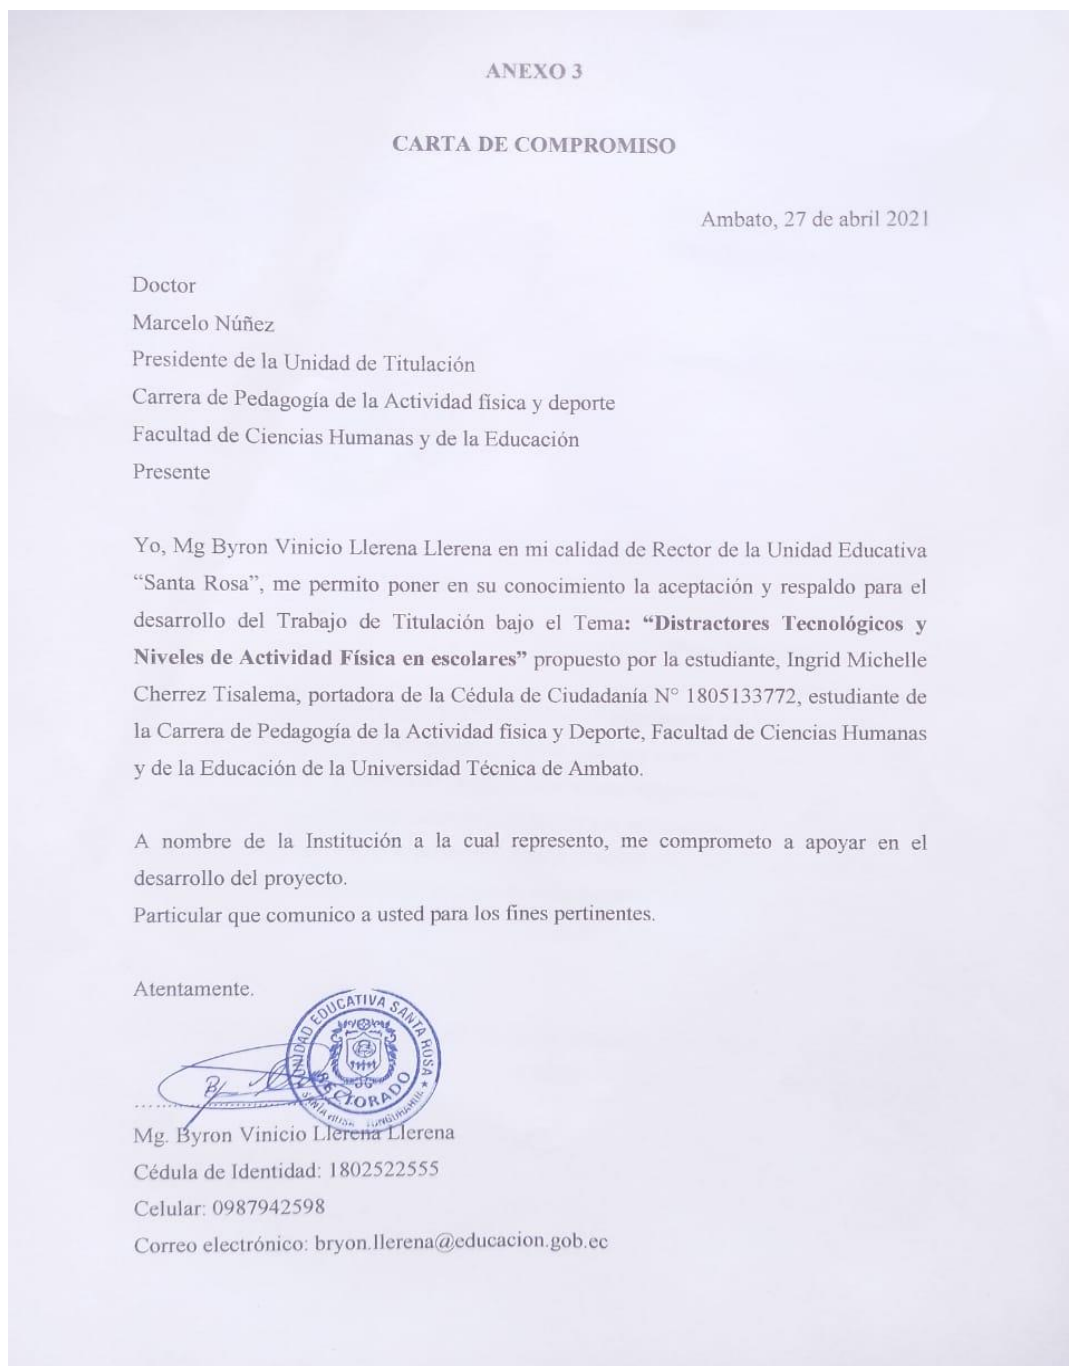 ANEXO 3
CARTA DE COMPROMISO
Ambato, 27 de abril 2021
Doctor
Marcelo Núñez
Presidente de la Unidad de Titulación
Carrera de Pedagogía de la Actividad física y deporte
Facultad de Ciencias Humanas y de la Educación
Presente
Yo, Mg Byron Vinicio Llerena Llerena en mi calidad de Rector de la Unidad Educativa
“Santa Rosa”, me permito poner en su conocimiento la aceptación y respaldo para el
desarrollo del Trabajo de Titulación bajo el Tema: “Distractores Tecnológicos y
Niveles de Actividad Física en escolares” propuesto por la estudiante, Ingrid Michelle
Cherrez Tisalema, portadora de la Cédula de Ciudadanía N° 1805133772, estudiante de
la Carrera de Pedagogía de la Actividad física y Deporte, Facultad de Ciencias Humanas
y de la Educación de la Universidad Técnica de Ambato.
A nombre de la Institución a la cual represento, me comprometo a apoyar en el
desarrollo del proyecto.
Particular que comunico a usted para los fines pertinentes.
Atentamente.
UNIDAD EDUCATIVA SANTA ROSA
RECTORADO
SANTA ROSA TUNGURAHUA
Mg. Byron Vinicio Llerena Llerena
Cédula de Identidad: 1802522555
Celular: 0987942598
Correo electrónico: bryon.llerena@educacion.gob.ec